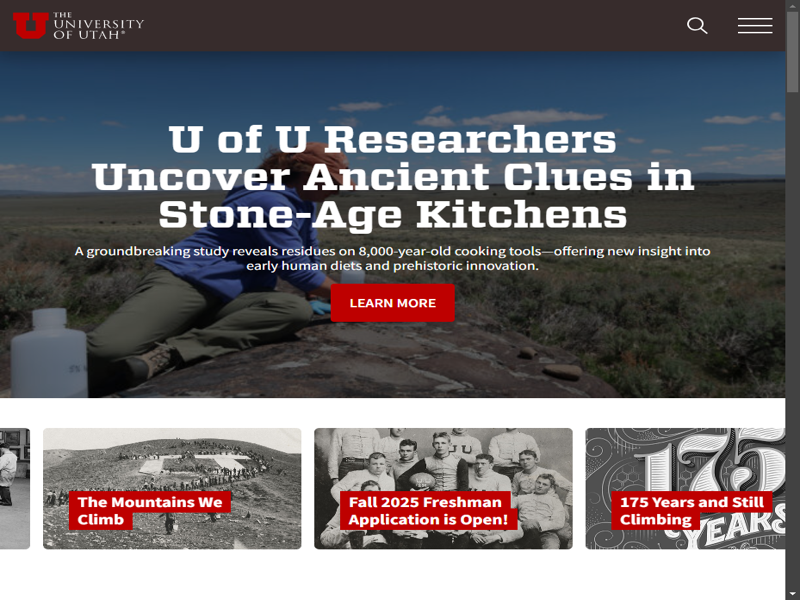 THE
UNIVERSITY
OF UTAH®
U of U Researchers
Uncover Ancient Clues in
Stone-Age Kitchens
A groundbreaking study reveals residues on 8,000-year-old cooking tools—offering new insight into
early human diets and prehistoric innovation.
LEARN MORE
The Mountains We
Climb
Fall 2025 Freshman
Application is Open!
175
YEARS
175 Years and Still
Climbing